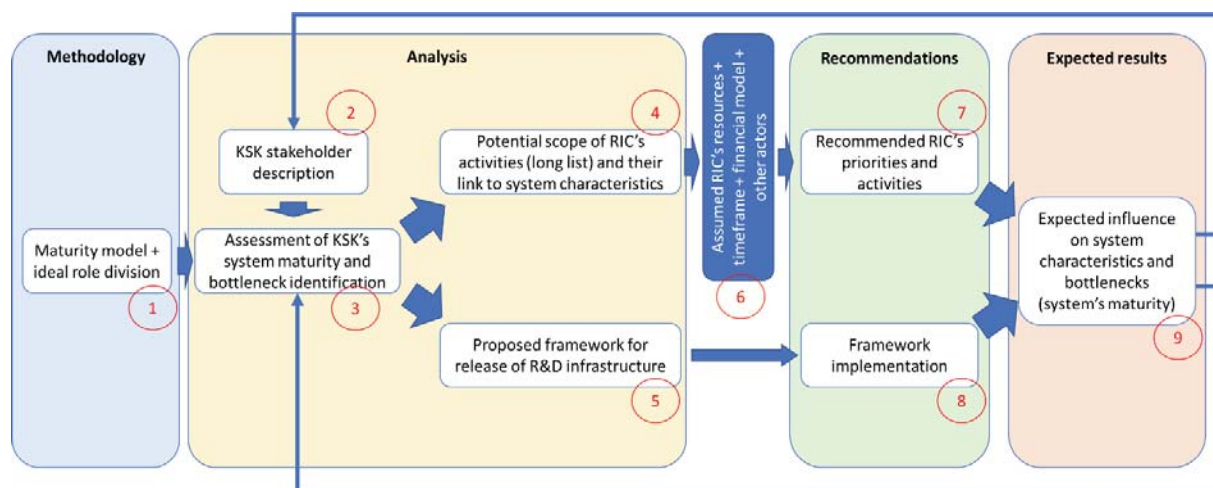 Methodology
Analysis
Recommendations
Expected results
2
KSK stakeholder
description
Maturity model +
ideal role division
1
Assessment of KSK's
system maturity and
bottleneck identification
3
4
Potential scope of RIC's
activities (long list) and their
link to system characteristics
Proposed framework for
release of R&D infrastructure
5
Assumed RIC's resources +
timeframe + financial model +
other actors
6
7
Recommended RIC's
priorities and
activities
Framework
implementation
8
Expected influence
on system
characteristics and
bottlenecks
(system's maturity)
9